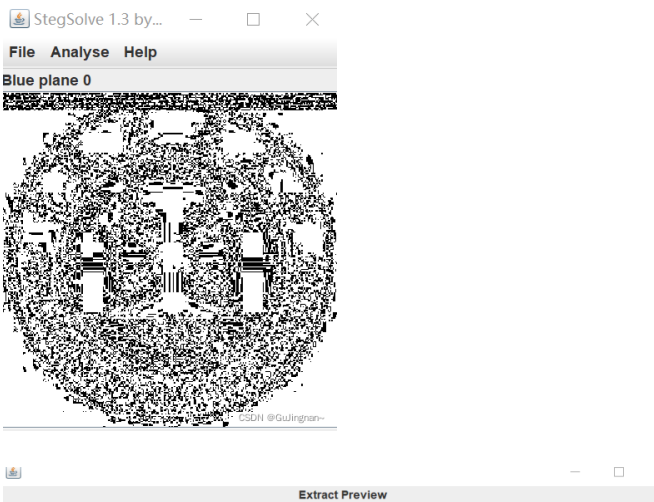 StegSolve 1.3 by...
File Analyse Help
Blue plane 0
CSDN @GuJingnan~
Extract Preview